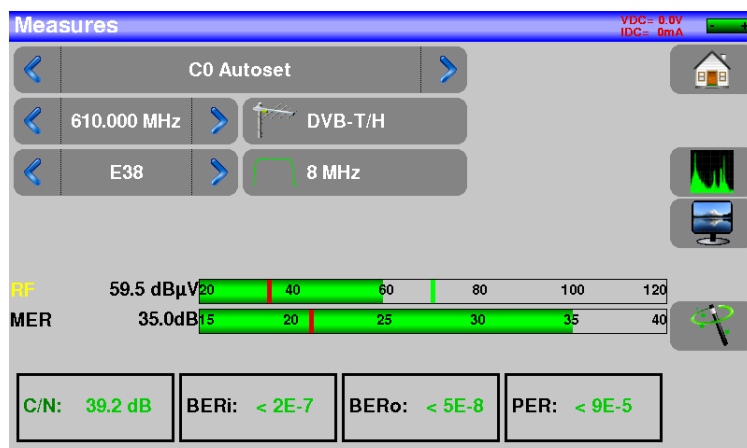 Measures
VDC= 0.0V
IDC= 0mA
- +
C0 Autoset
610.000 MHz
DVB-T/H
E38
8 MHz
RF 59.5 dBµV 20 40 60 80 100 120
MER 35.0dB 15 20 25 30 35 40
C/N: 39.2 dB
BERi: < 2E-7
BERo: < 5E-8
PER: < 9E-5